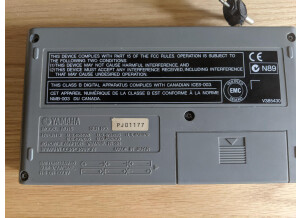 THIS DEVICE COMPLIES WITH PART 15 OF THE FCC RULES. OPERATION IS SUBJECT TO
THE FOLLOWING TWO CONDITIONS:
(1) THIS DEVICE MAY NOT CAUSE HARMFUL INTERFERENCE, AND
(2) THIS DEVICE MUST ACCEPT ANY INTERFERENCE RECEIVED, INCLUDING INTERFERENCE
THAT MAY CAUSE UNDESIRED OPERATION.
CE
N89
THIS CLASS B DIGITAL APPARATUS COMPLIES WITH CANADIAN ICES-003.
CET APPAREIL NUMÉRIQUE DE LA CLASSE B EST CONFORME À LA NORME
NMB-003 DU CANADA.
EMC
YAMAHA
PJ01177